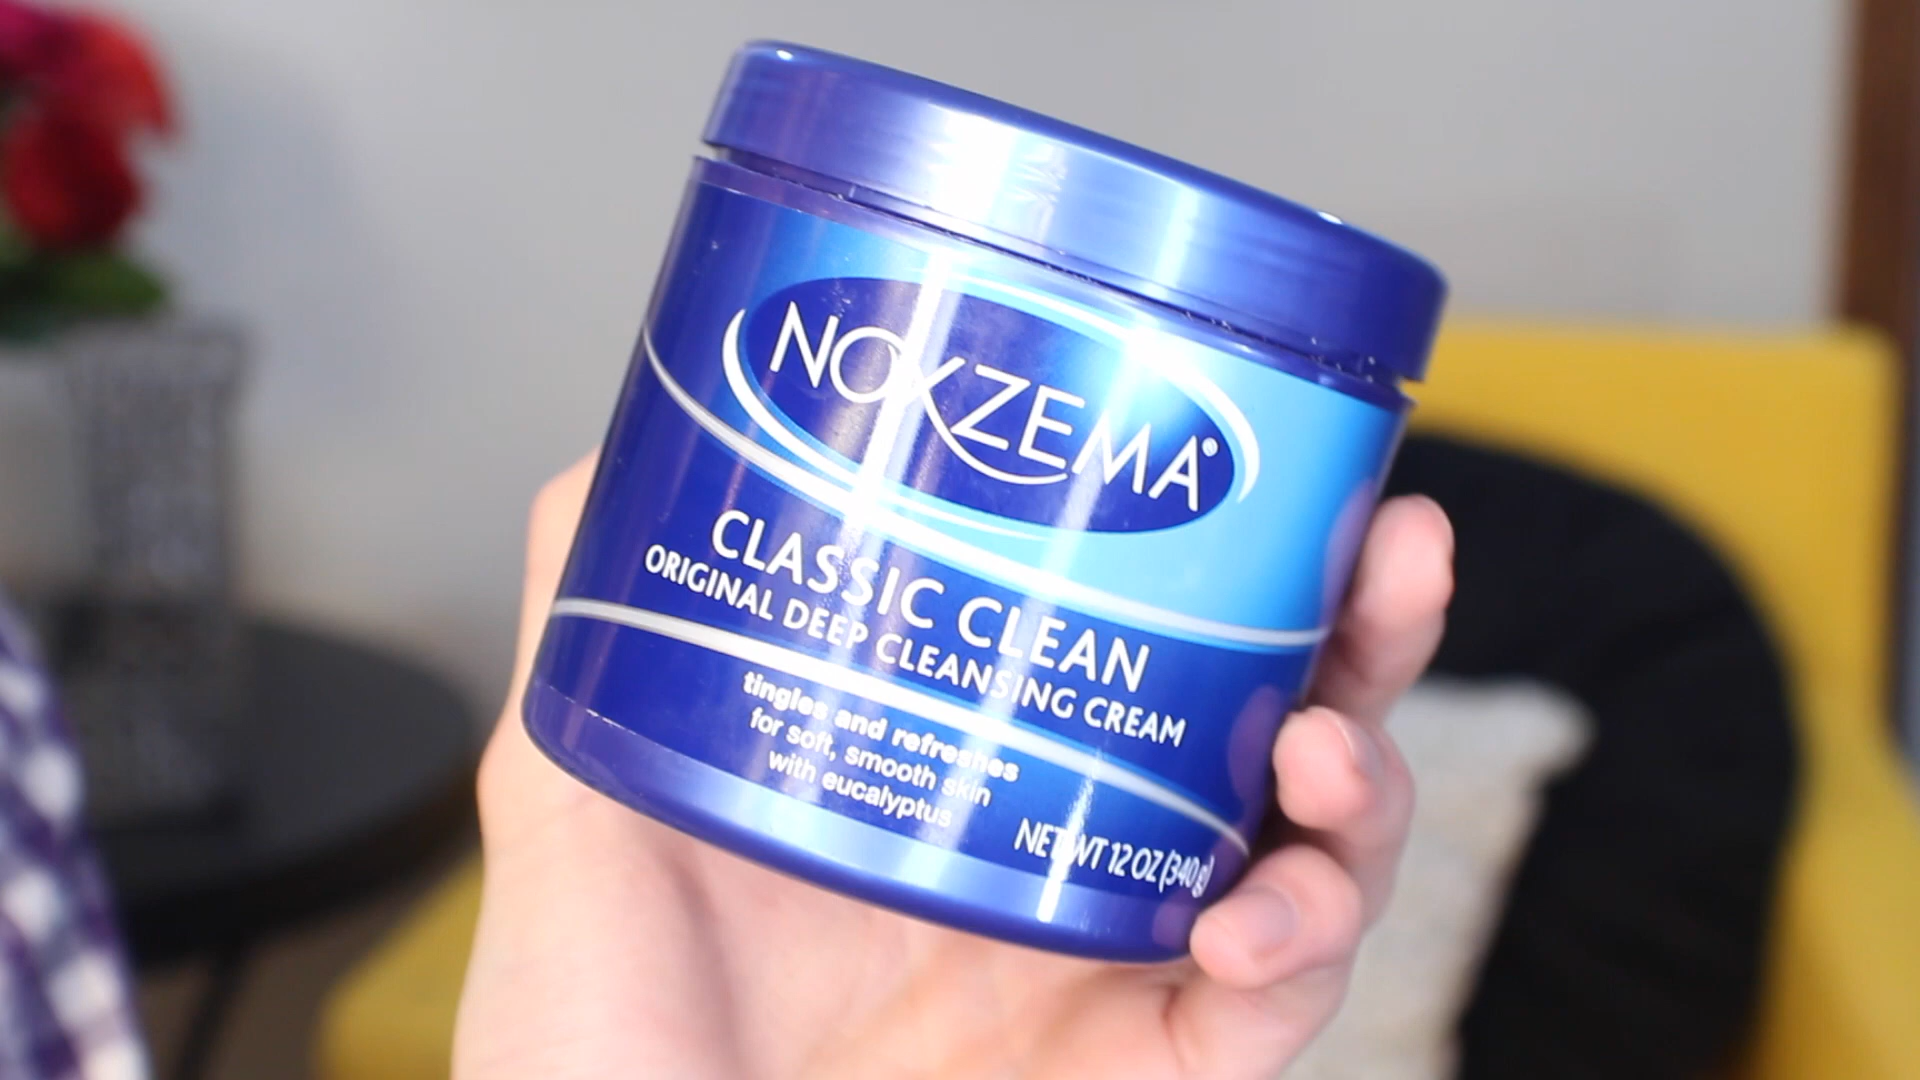 NOXZEMA®
CLASSIC CLEAN
ORIGINAL DEEP CLEANSING CREAM
tingles and refreshes
for soft, smooth skin
with eucalyptus
NET WT 12 OZ (340 g)